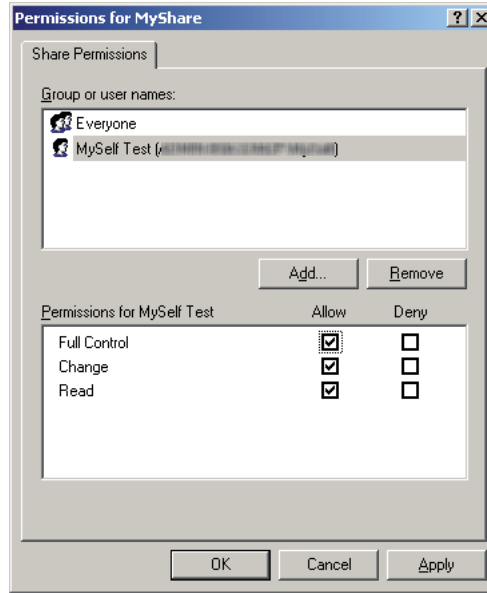 Permissions for MyShare
Share Permissions
Group or user names:
Everyone
MySelf Test (
Add... Remove
Permissions for MySelf Test Allow Deny
Full Control
Change
Read
OK Cancel Apply